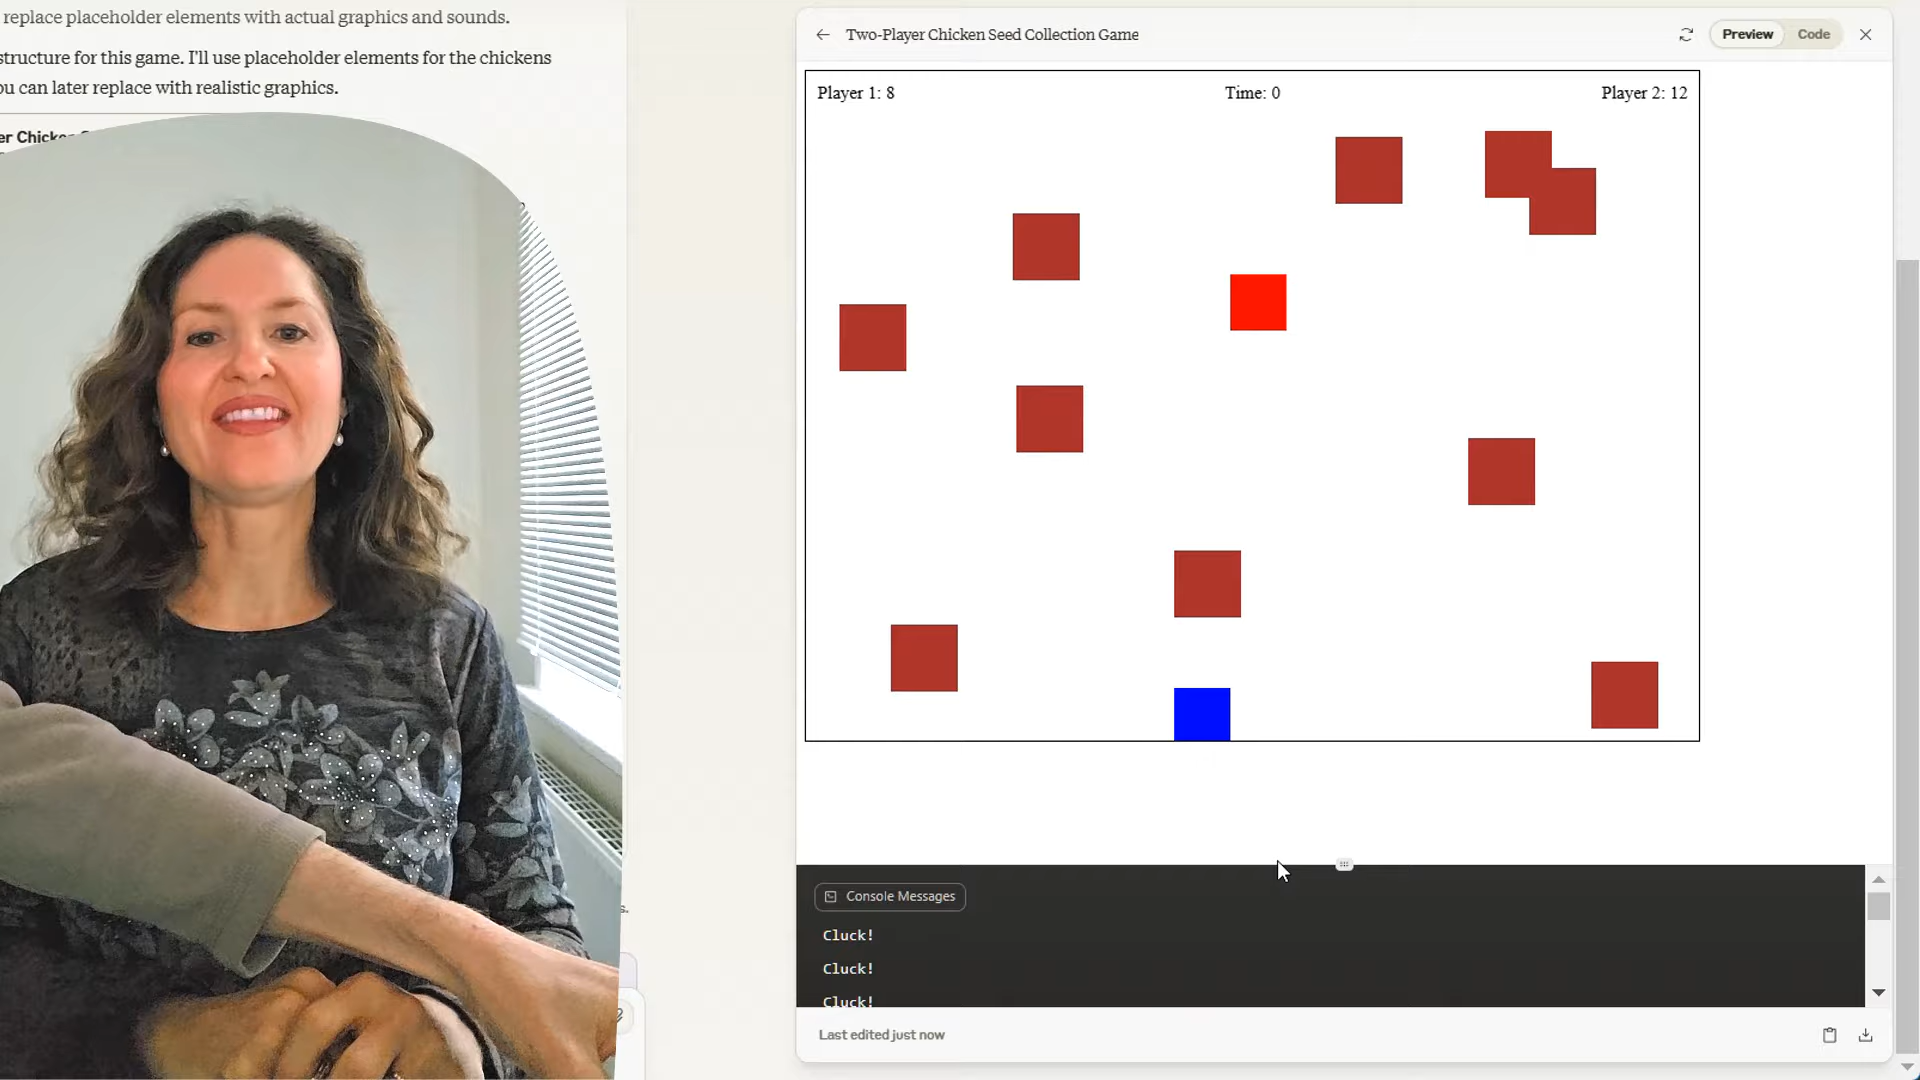 replace placeholder elements with actual graphics and sounds.
structure for this game. I'll use placeholder elements for the chickens
you can later replace with realistic graphics.
Two-Player Chicken Seed Collection Game
Preview
Code
Player 1: 8
Time: 0
Player 2: 12
Console Messages
Cluck!
Cluck!
Cluck!
Last edited just now